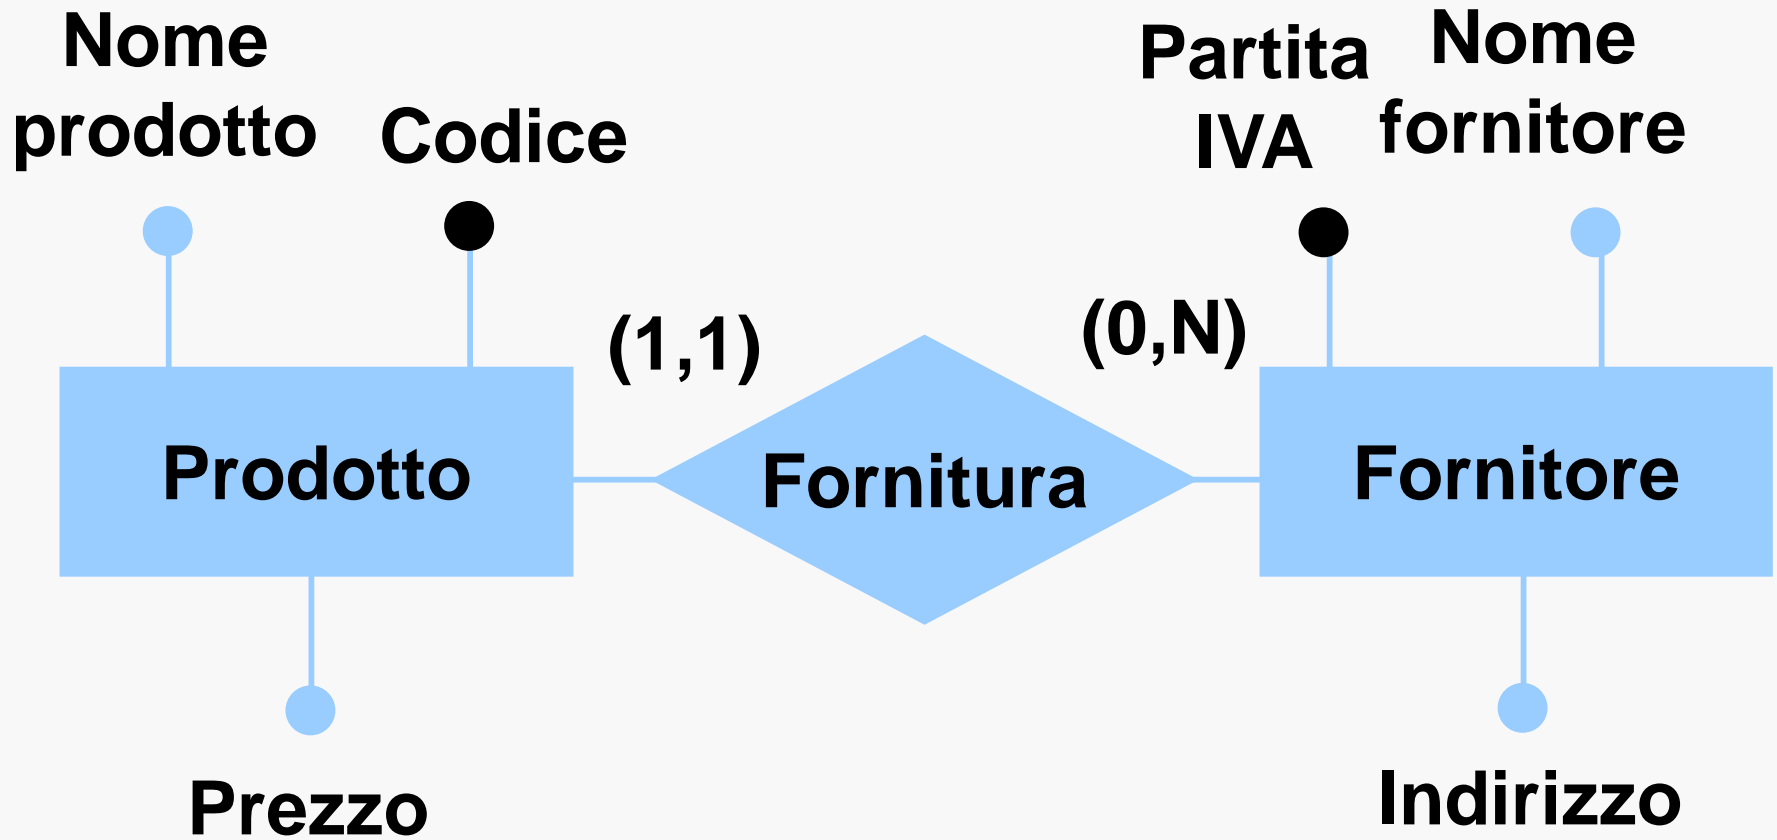 Nome
prodotto
Codice
Partita
IVA
Nome
fornitore
(1,1)
(0,N)
Prodotto
Fornitura
Fornitore
Prezzo
Indirizzo